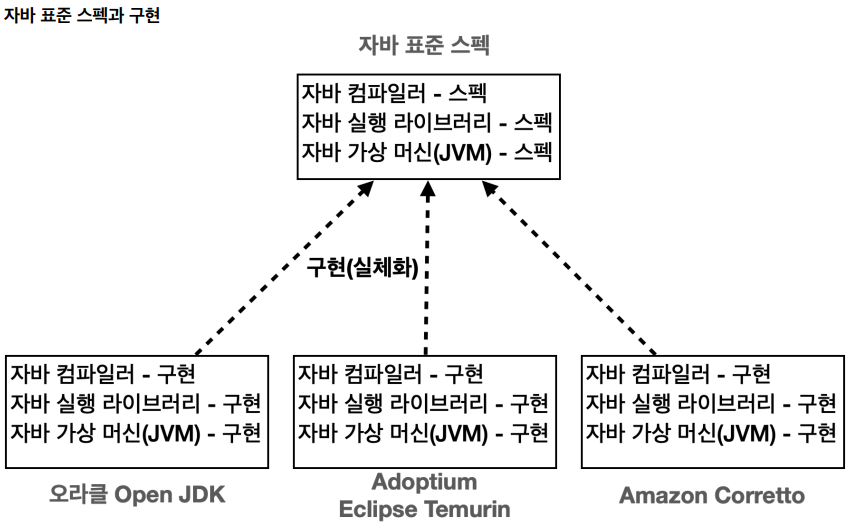 자바 표준 스펙과 구현
자바 표준 스펙
자바 컴파일러 - 스펙
자바 실행 라이브러리 - 스펙
자바 가상 머신(JVM) - 스펙
구현(실체화)
자바 컴파일러 - 구현
자바 실행 라이브러리 - 구현
자바 가상 머신(JVM) - 구현
오라클 Open JDK
자바 컴파일러 - 구현
자바 실행 라이브러리 - 구현
자바 가상 머신(JVM) - 구현
Adoptium
Eclipse Temurin
자바 컴파일러 - 구현
자바 실행 라이브러리 - 구현
자바 가상 머신(JVM) - 구현
Amazon Corretto